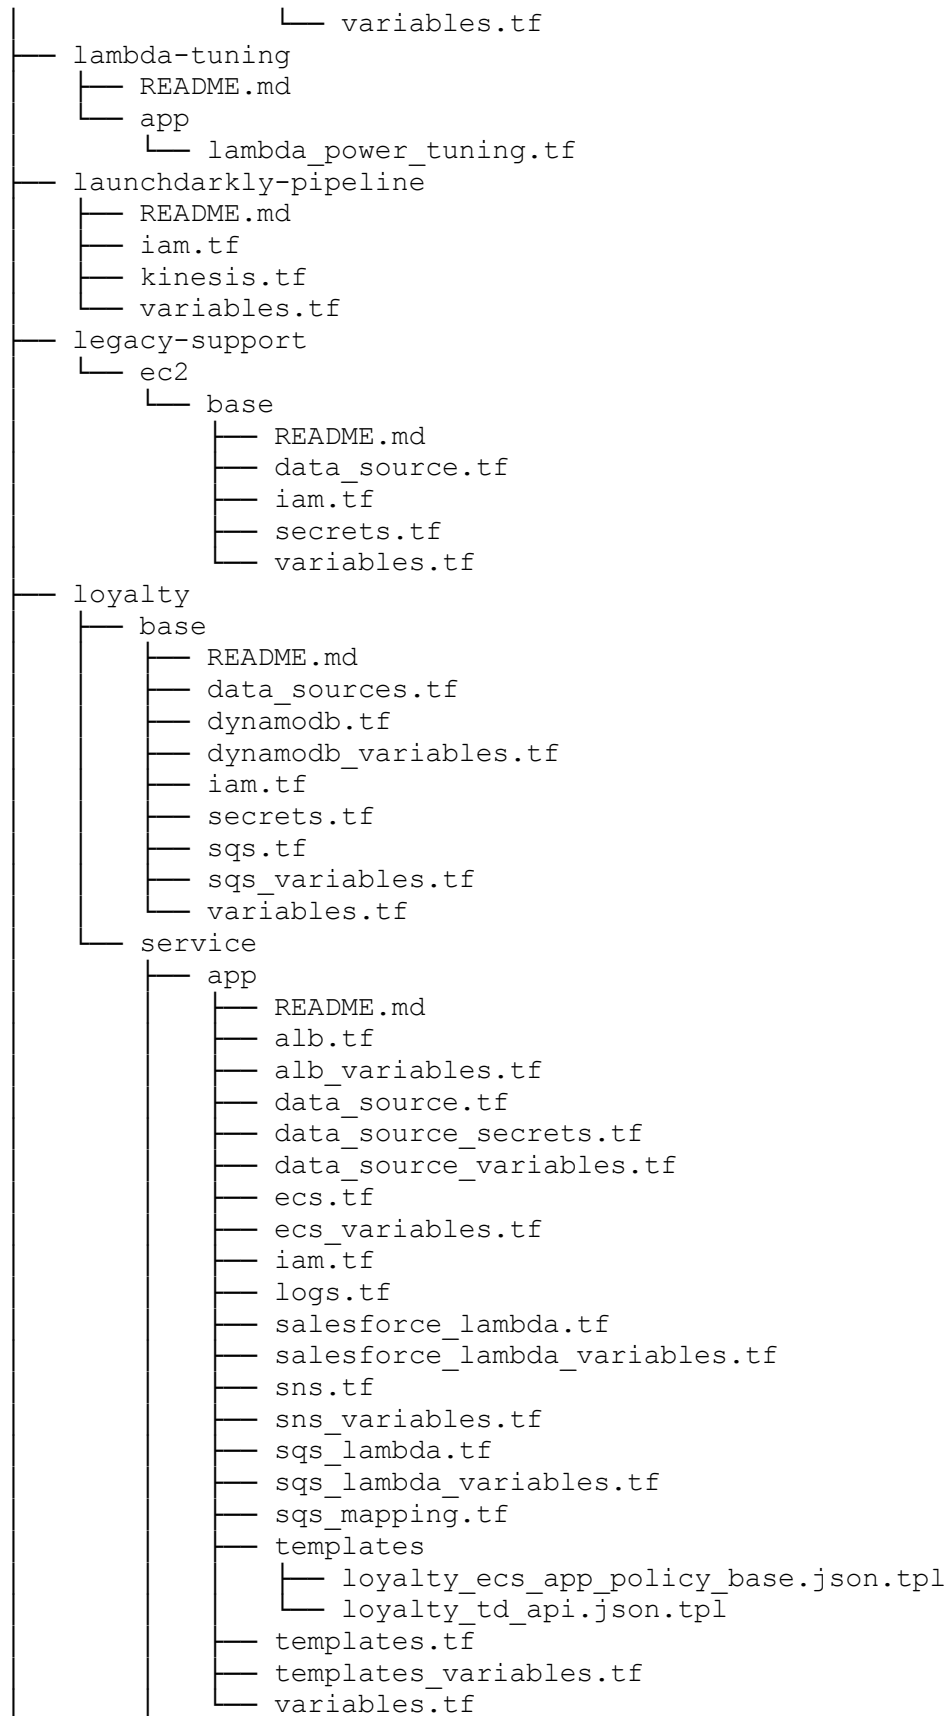 │               └── variables.tf
├── lambda-tuning
│   ├── README.md
│   └── app
│       └── lambda_power_tuning.tf
├── launchdarkly-pipeline
│   ├── README.md
│   ├── iam.tf
│   ├── kinesis.tf
│   └── variables.tf
├── legacy-support
│   └── ec2
│       └── base
│           ├── README.md
│           ├── data_source.tf
│           ├── iam.tf
│           ├── secrets.tf
│           └── variables.tf
├── loyalty
│   ├── base
│   │   ├── README.md
│   │   ├── data_sources.tf
│   │   ├── dynamodb.tf
│   │   ├── dynamodb_variables.tf
│   │   ├── iam.tf
│   │   ├── secrets.tf
│   │   ├── sqs.tf
│   │   ├── sqs_variables.tf
│   │   └── variables.tf
│   └── service
│       ├── app
│       │   ├── README.md
│       │   ├── alb.tf
│       │   ├── alb_variables.tf
│       │   ├── data_source.tf
│       │   ├── data_source_secrets.tf
│       │   ├── data_source_variables.tf
│       │   ├── ecs.tf
│       │   ├── ecs_variables.tf
│       │   ├── iam.tf
│       │   ├── logs.tf
│       │   ├── salesforce_lambda.tf
│       │   ├── salesforce_lambda_variables.tf
│       │   ├── sns.tf
│       │   ├── sns_variables.tf
│       │   ├── sqs_lambda.tf
│       │   ├── sqs_lambda_variables.tf
│       │   ├── sqs_mapping.tf
│       │   ├── templates
│       │   │   ├── loyalty_ecs_app_policy_base.json.tpl
│       │   │   └── loyalty_td_api.json.tpl
│       │   ├── templates.tf
│       │   ├── templates_variables.tf
│       │   └── variables.tf